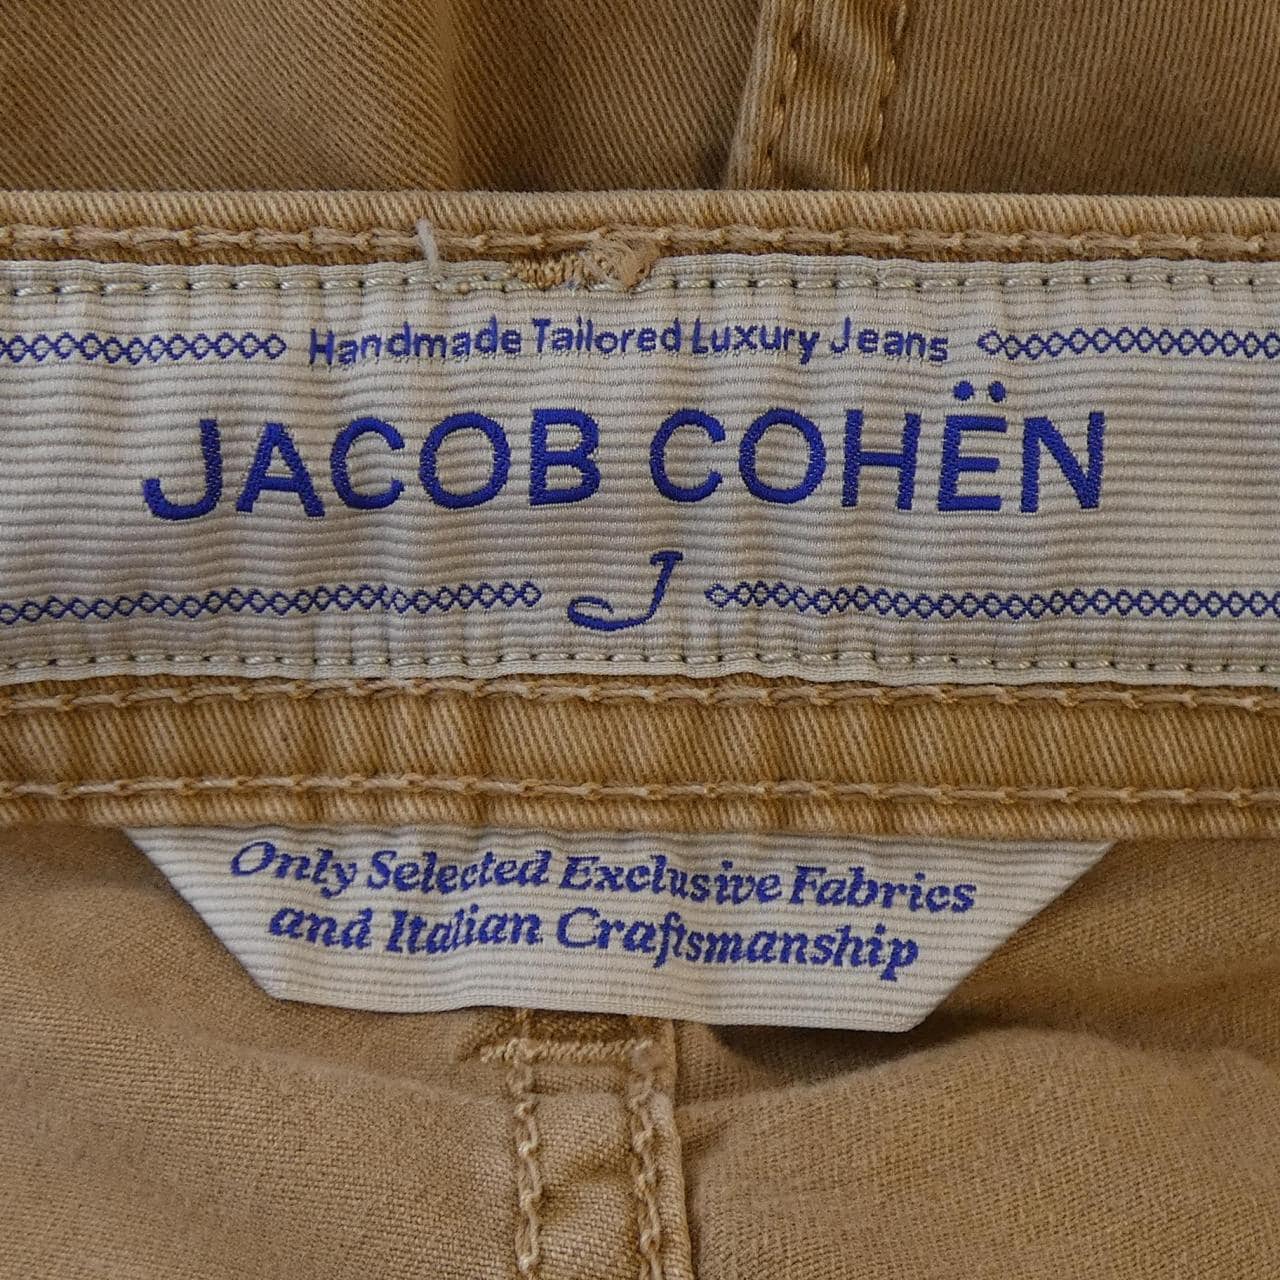 Handmade Tailored Luxury Jeans
JACOB COHËN
J
Only Selected Exclusive Fabrics
and Italian Craftsmanship